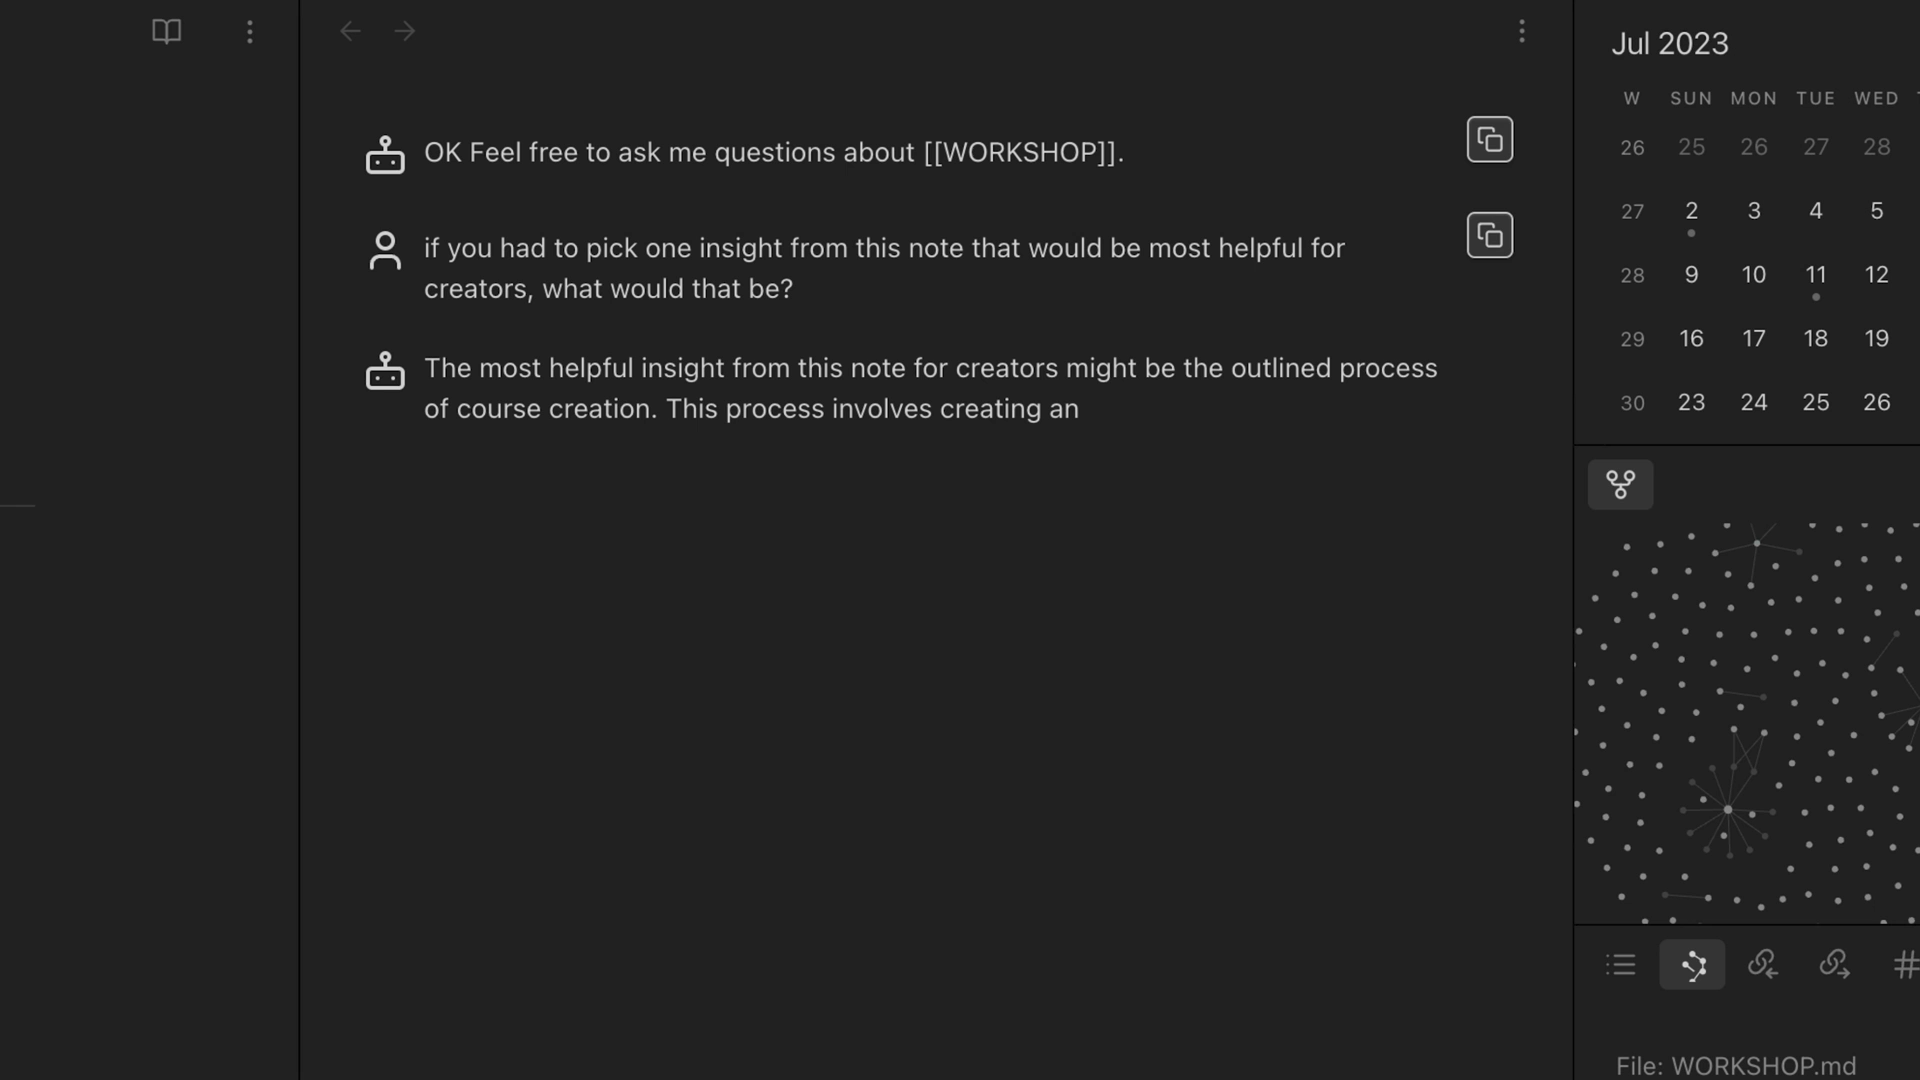 OK Feel free to ask me questions about [[WORKSHOP]].
if you had to pick one insight from this note that would be most helpful for
creators, what would that be?
The most helpful insight from this note for creators might be the outlined process
of course creation. This process involves creating an
Jul 2023
W SUN MON TUE WED
26 25 26 27 28
27 2 3 4 5
28 9 10 11 12
29 16 17 18 19
30 23 24 25 26
File: WORKSHOP.md